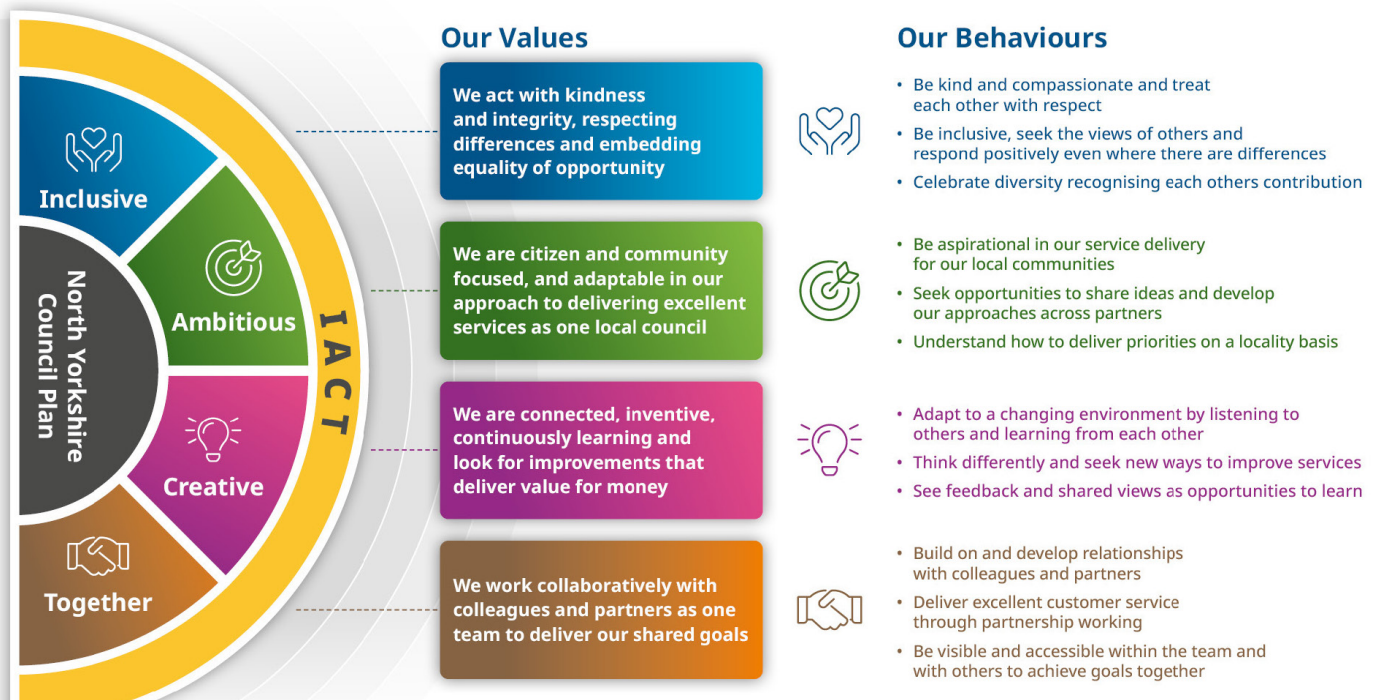 Inclusive
Ambitious
Creative
Together
North Yorkshire
Council Plan
IACT
Our Values
We act with kindness
and integrity, respecting
differences and embedding
equality of opportunity
We are citizen and community
focused, and adaptable in our
approach to delivering excellent
services as one local council
We are connected, inventive,
continuously learning and
look for improvements that
deliver value for money
We work collaboratively with
colleagues and partners as one
team to deliver our shared goals
Our Behaviours
• Be kind and compassionate and treat
each other with respect
• Be inclusive, seek the views of others and
respond positively even where there are differences
• Celebrate diversity recognising each others contribution
• Be aspirational in our service delivery
for our local communities
• Seek opportunities to share ideas and develop
our approaches across partners
• Understand how to deliver priorities on a locality basis
• Adapt to a changing environment by listening to
others and learning from each other
• Think differently and seek new ways to improve services
• See feedback and shared views as opportunities to learn
• Build on and develop relationships
with colleagues and partners
• Deliver excellent customer service
through partnership working
• Be visible and accessible within the team and
with others to achieve goals together